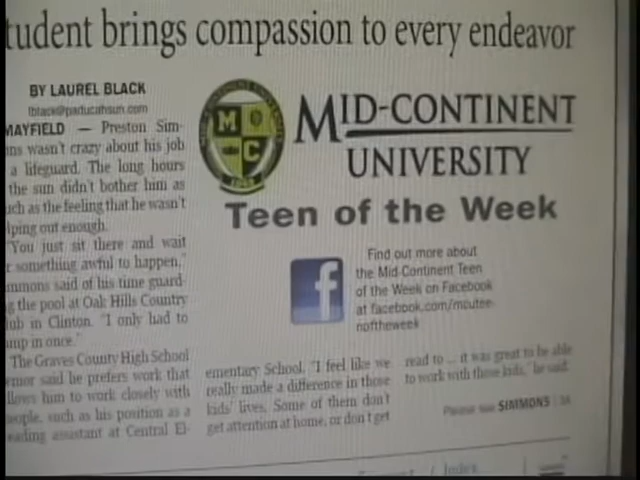 tudent brings compassion to every endeavor
BY LAUREL BLACK
lblack@paducahsun.com
MAYFIELD — Preston Sim-
ns wasn't crazy about his job
a lifeguard. The long hours
the sun didn't bother him as
uch as the feeling that he wasn't
lping out enough.
"You just sit there and wait
r something awful to happen,"
mmons said of his time guard-
g the pool at Oak Hills Country
lub in Clinton. "I only had to
ump in once."
The Graves County High School
enior said he prefers work that
llows him to work closely with
eople, such as his position as a
eading assistant at Central El-
M
C
MID-CONTINENT
UNIVERSITY
Teen of the Week
f
Find out more about
the Mid-Continent Teen
of the Week on Facebook
at facebook.com/mcutee-
noftheweek
ementary School. "I feel like we
really made a difference in those
kids' lives. Some of them don't
get attention at home, or don't get
read to ... it was great to be able
to work with those kids," he said.
Please see SIMMONS
Index